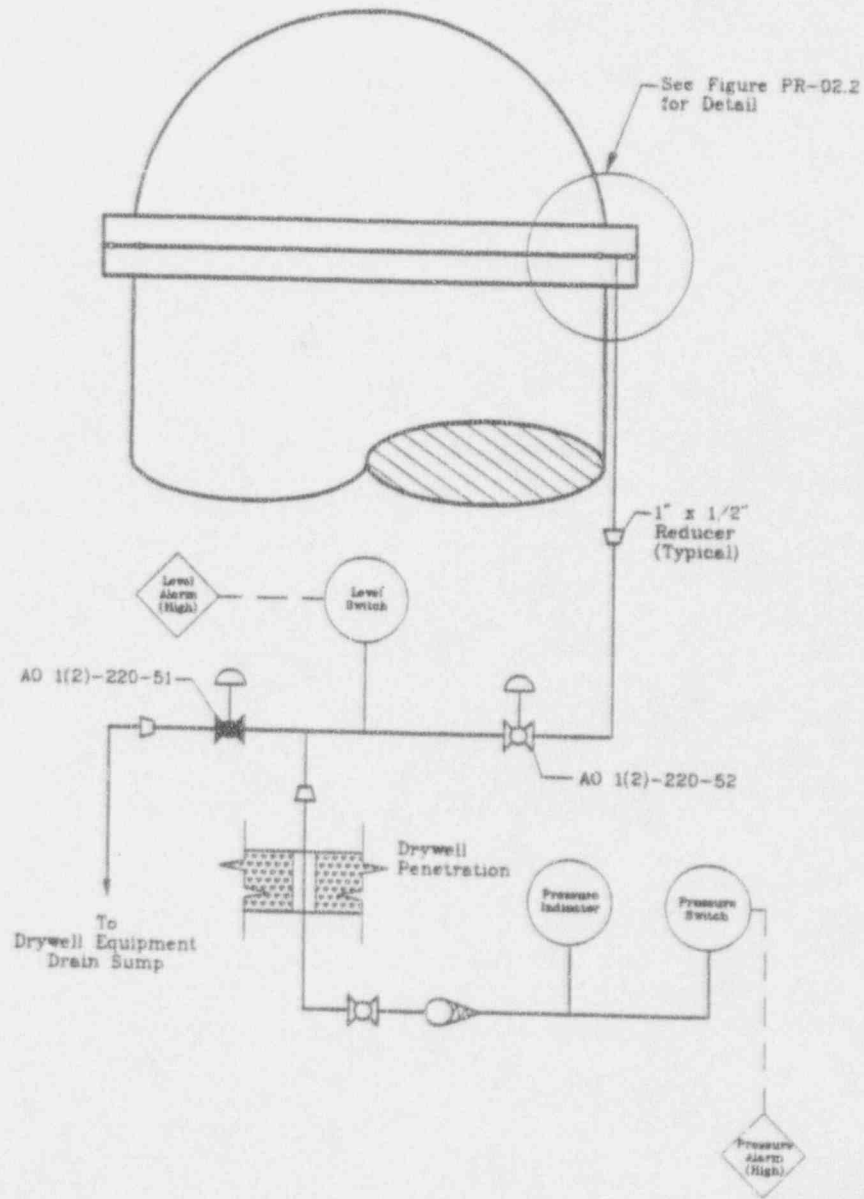 See Figure PR-02.2
for Detail
1" x 1/2"
Reducer
(Typical)
Level
Alarm
(High)
Level
Switch
AO 1(2)-220-51
AO 1(2)-220-52
Drywell
Penetration
Pressure
Indicator
Pressure
Switch
To
Drywell Equipment
Drain Sump
Pressure
Alarm
(High)